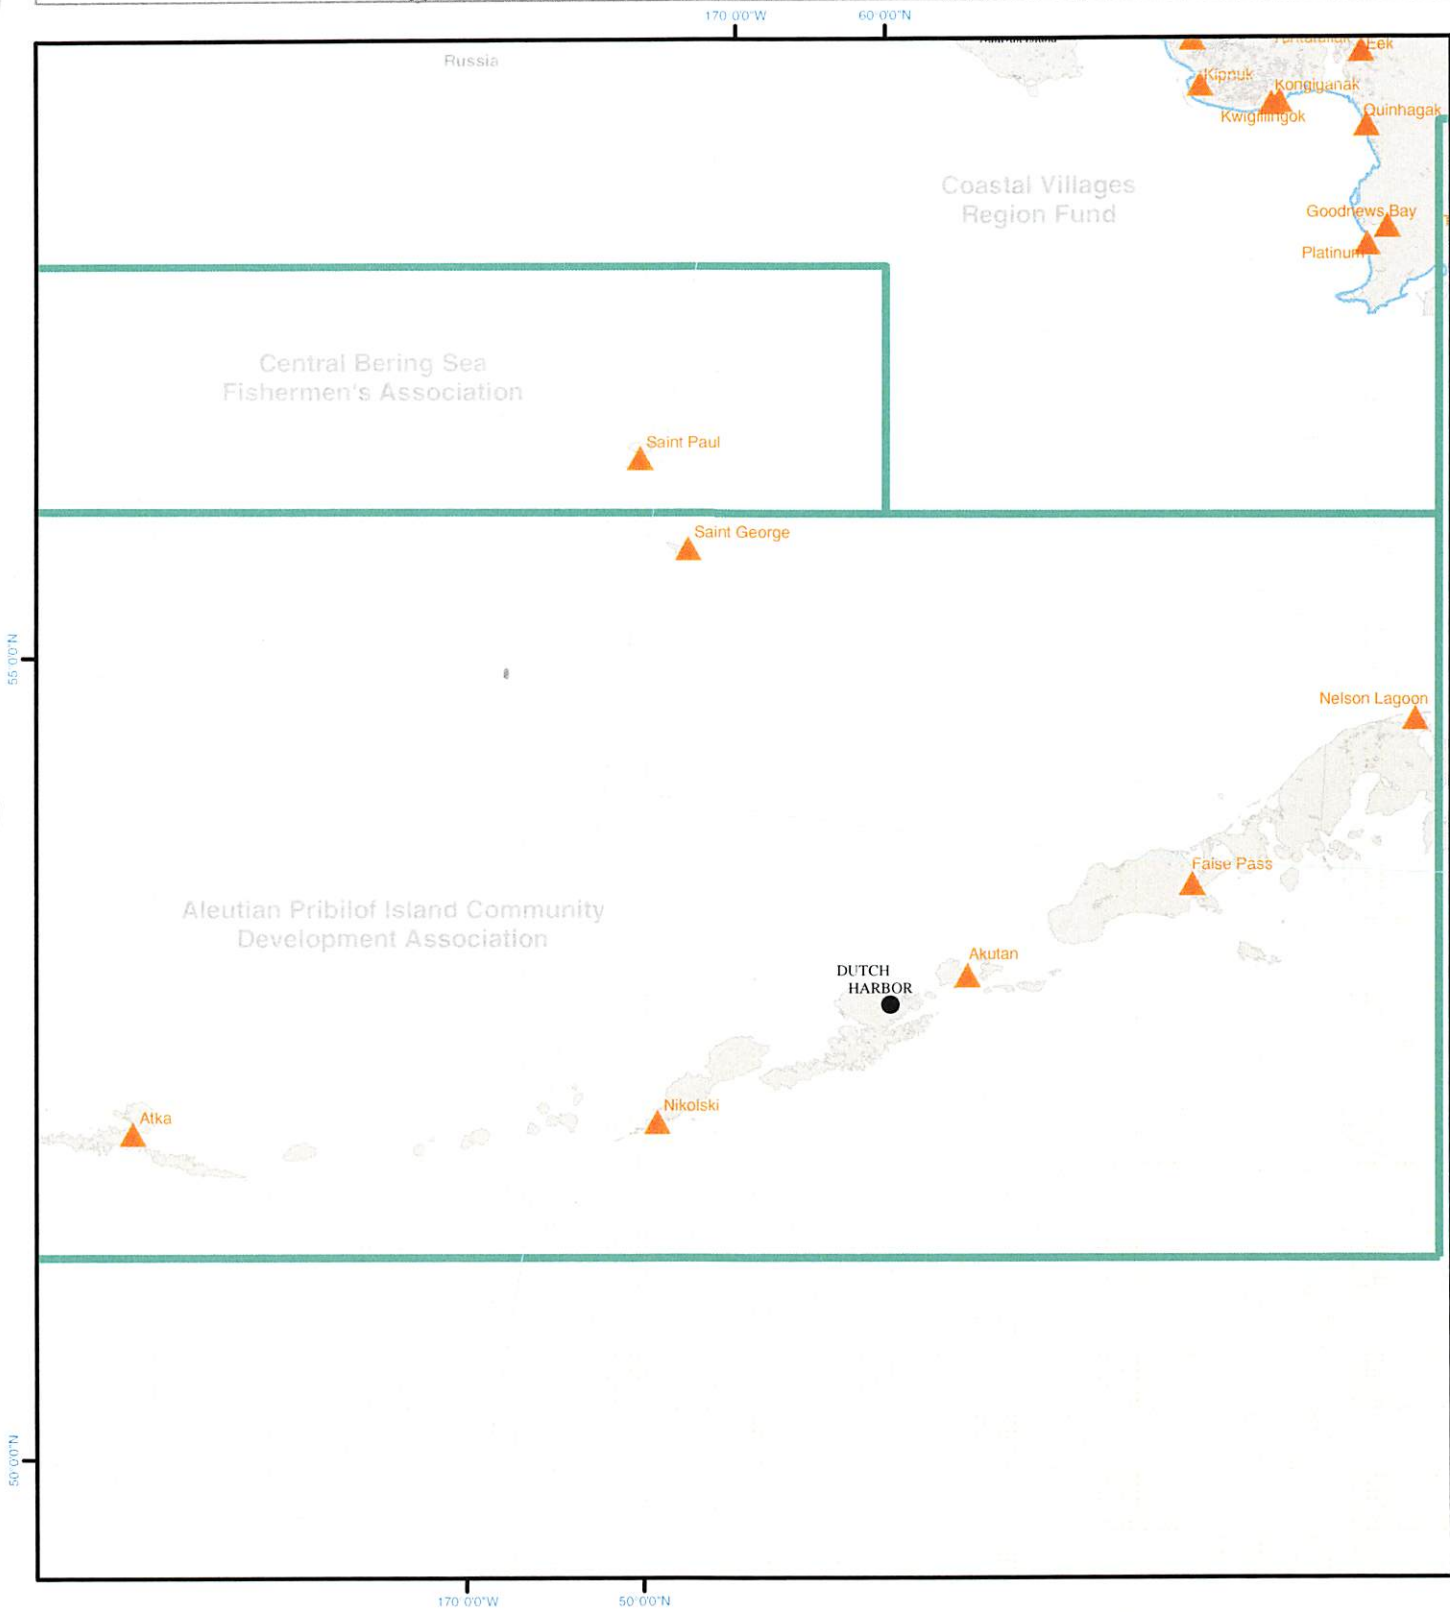 170°0'0"W
60°0'0"N
Russia
Eek
Kipnuk
Kongiganak
Kwigillingok
Quinhagak
Coastal Villages
Region Fund
Goodnews Bay
Platinum
Central Bering Sea
Fishermen's Association
Saint Paul
Saint George
55°0'0"N
Nelson Lagoon
False Pass
Aleutian Pribilof Island Community
Development Association
Akutan
DUTCH
HARBOR
Nikolski
Atka
50°0'0"N
170°0'0"W
50°0'0"N